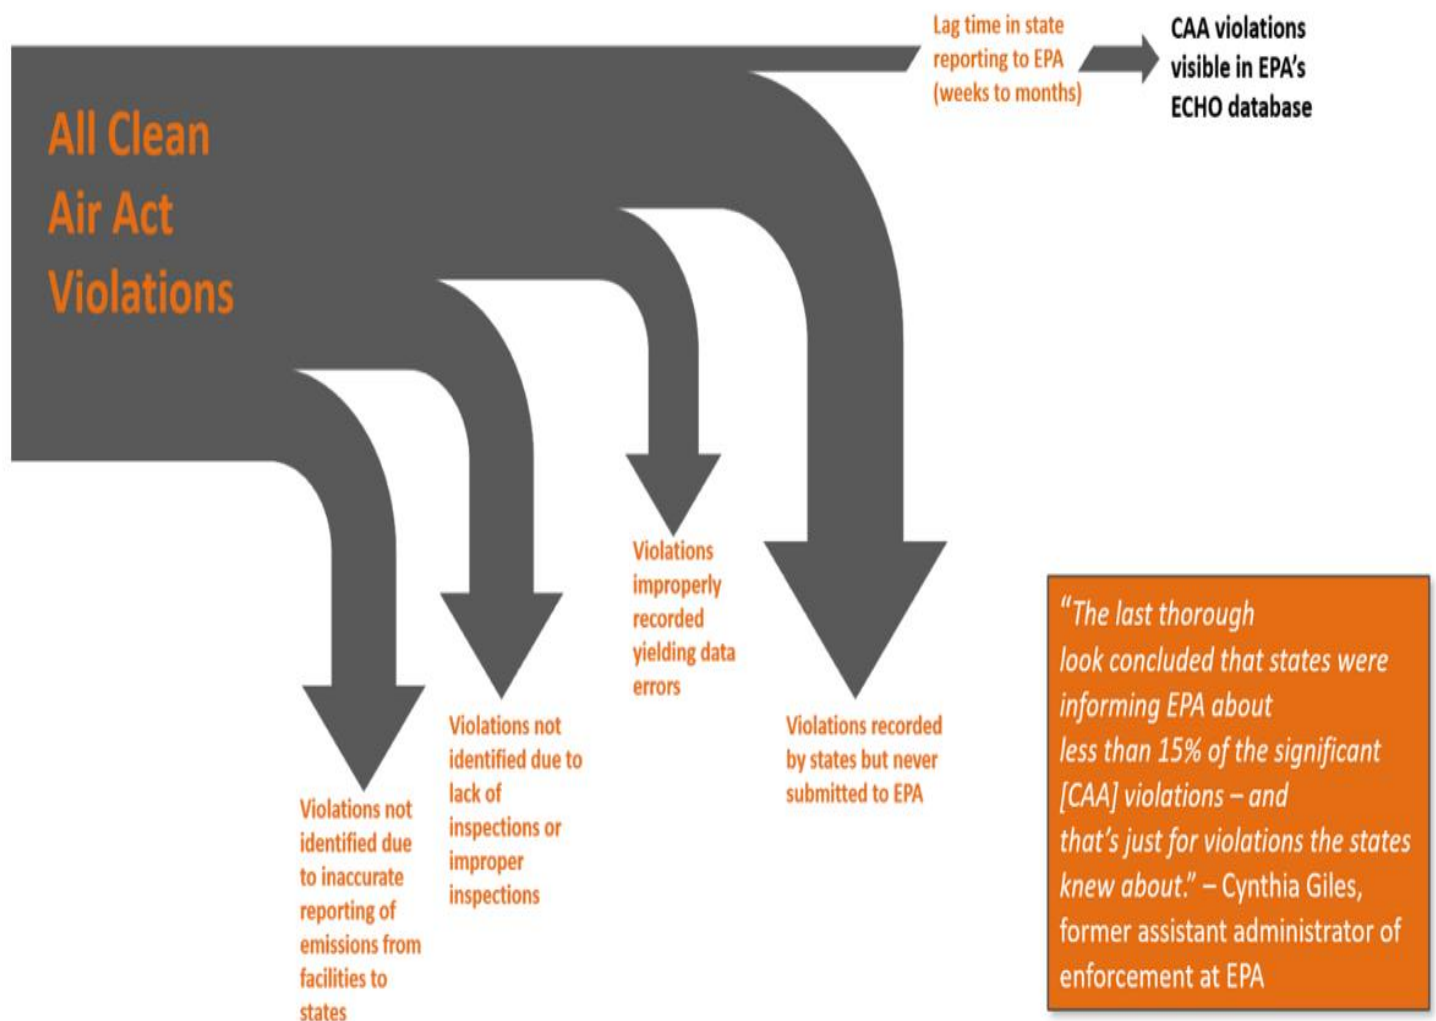 All Clean
Air Act
Violations
Lag time in state
reporting to EPA
(weeks to months)
CAA violations
visible in EPA's
ECHO database
Violations not
identified due
to inaccurate
reporting of
emissions from
facilities to
states
Violations not
identified due to
lack of
inspections or
improper
inspections
Violations
improperly
recorded
yielding data
errors
Violations recorded
by states but never
submitted to EPA
“The last thorough
look concluded that states were
informing EPA about
less than 15% of the significant
[CAA] violations – and
that’s just for violations the states
knew about.” – Cynthia Giles,
former assistant administrator of
enforcement at EPA